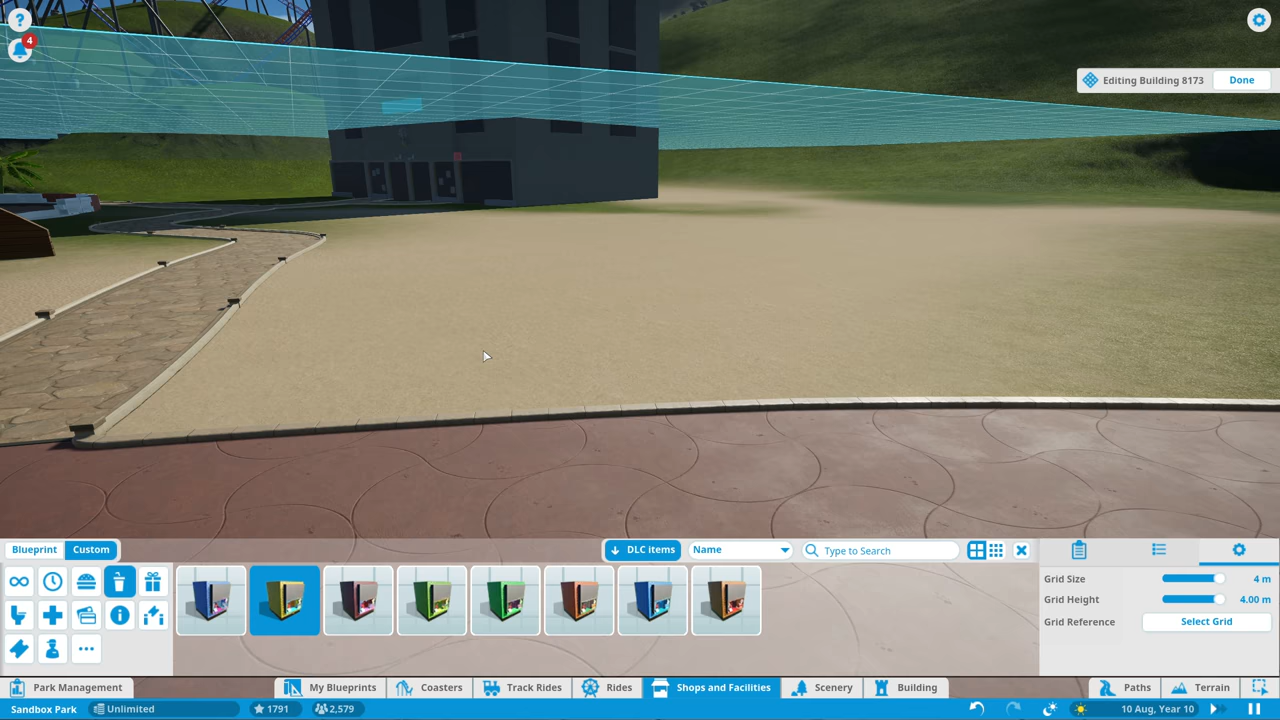 ?
4
Editing Building 8173 Done
Blueprint Custom DLC items Name Type to Search
Grid Size 4 m
Grid Height 4.00 m
Grid Reference Select Grid
Park Management My Blueprints Coasters Track Rides Rides Shops and Facilities Scenery Building Paths Terrain
Sandbox Park Unlimited 1791 2,579 10 Aug, Year 10